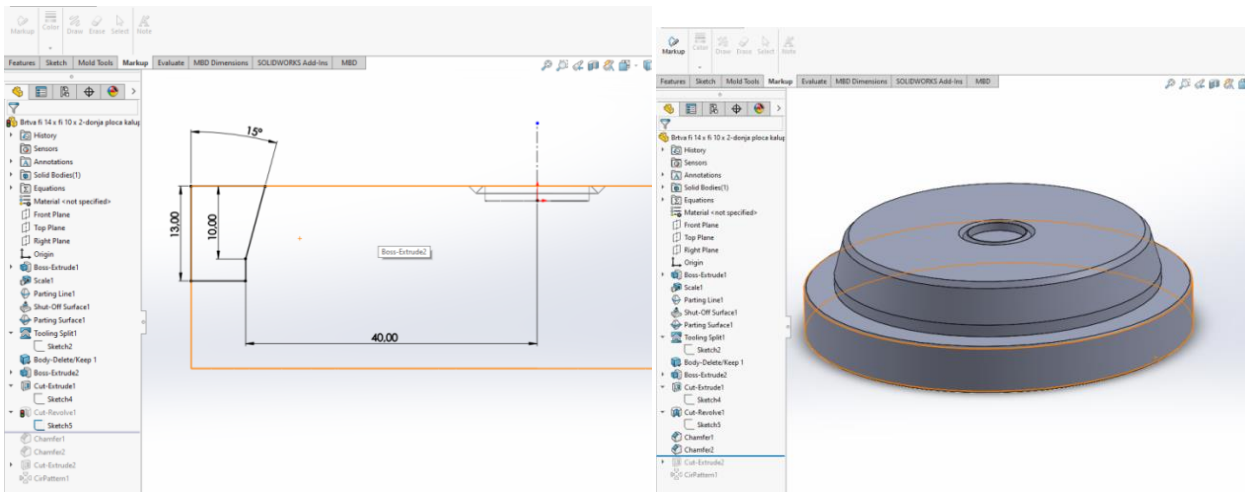 Markup
Color
Draw
Erase
Select
Note
Features
Sketch
Mold Tools
Markup
Evaluate
MBD Dimensions
SOLIDWORKS Add-Ins
MBD
Brtva fi 14 x fi 10 x 2-donja ploca kalup
History
Sensors
Annotations
Solid Bodies(1)
Equations
Material <not specified>
Front Plane
Top Plane
Right Plane
Origin
Boss-Extrude1
Scale1
Parting Line1
Shut-Off Surface1
Parting Surface1
Tooling Split1
Sketch2
Body-Delete/Keep 1
Boss-Extrude2
Cut-Extrude1
Sketch4
Cut-Revolve1
Sketch5
Chamfer1
Chamfer2
Cut-Extrude2
CirPattern1
15°
13,00
10,00
Boss-Extrude2
40,00
Markup
Color
Draw
Erase
Select
Note
Features
Sketch
Mold Tools
Markup
Evaluate
MBD Dimensions
SOLIDWORKS Add-Ins
MBD
Brtva fi 14 x fi 10 x 2-donja ploca kalup
History
Sensors
Annotations
Solid Bodies(1)
Equations
Material <not specified>
Front Plane
Top Plane
Right Plane
Origin
Boss-Extrude1
Scale1
Parting Line1
Shut-Off Surface1
Parting Surface1
Tooling Split1
Sketch2
Body-Delete/Keep 1
Boss-Extrude2
Cut-Extrude1
Sketch4
Cut-Revolve1
Sketch5
Chamfer1
Chamfer2
Cut-Extrude2
CirPattern1